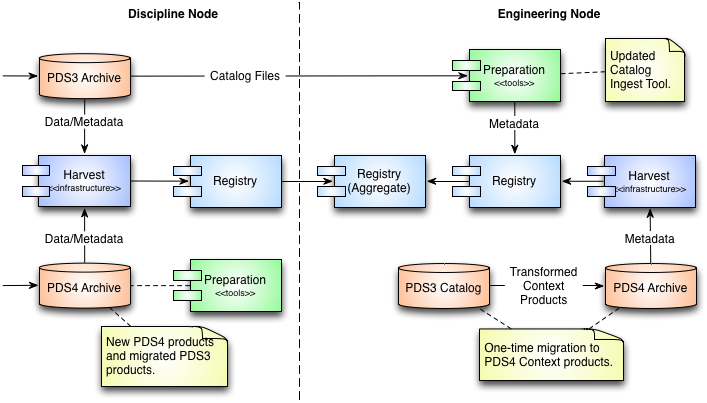 Discipline Node
Engineering Node
PDS3 Archive
Catalog Files
Preparation
<<tools>>
Updated
Catalog
Ingest Tool.
Data/Metadata
Metadata
Harvest
<<infrastructure>>
Registry
Registry
(Aggregate)
Registry
Harvest
<<infrastructure>>
Data/Metadata
Metadata
PDS4 Archive
Preparation
<<tools>>
PDS3 Catalog
Transformed
Context
Products
PDS4 Archive
New PDS4 products
and migrated PDS3
products.
One-time migration to
PDS4 Context products.